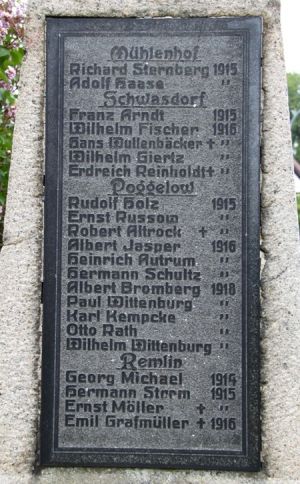 Mühlenhof
Richard Sternberg 1915
Adolf Haase "
Schwasdorf
Franz Arndt 1915
Wilhelm Fischer 1916
Hans Wullenbäcker + "
Wilhelm Giertz "
Erdreich Reinholdt + "
Poggelow
Rudolf Holz 1915
Ernst Russow "
Robert Altrock + "
Albert Jasper 1916
Heinrich Autrum "
Hermann Schultz "
Albert Bromberg 1918
Paul Wittenburg "
Karl Kempcke "
Otto Rath "
Wilhelm Wittenburg "
Remlin
Georg Michael 1914
Hermann Storm 1915
Ernst Möller + "
Emil Grafmüller + 1916